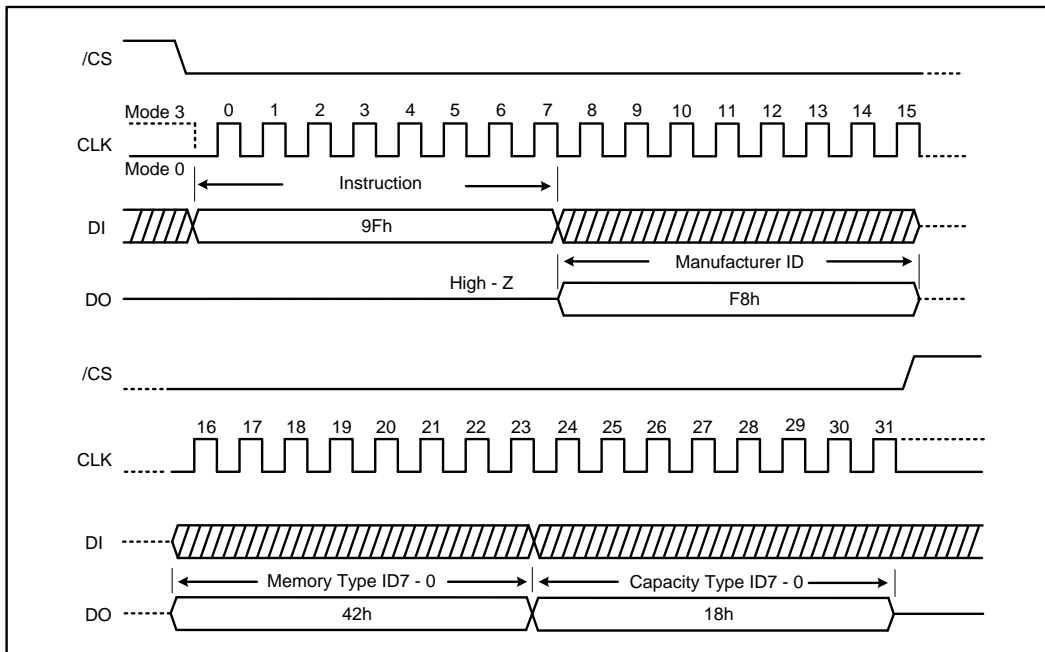 /CS
Mode 3
0 1 2 3 4 5 6 7 8 9 10 11 12 13 14 15
CLK
Mode 0
Instruction
DI
9Fh
Manufacturer ID
High - Z
DO
F8h
/CS
16 17 18 19 20 21 22 23 24 25 26 27 28 29 30 31
CLK
DI
Memory Type ID7 - 0
Capacity Type ID7 - 0
DO
42h
18h